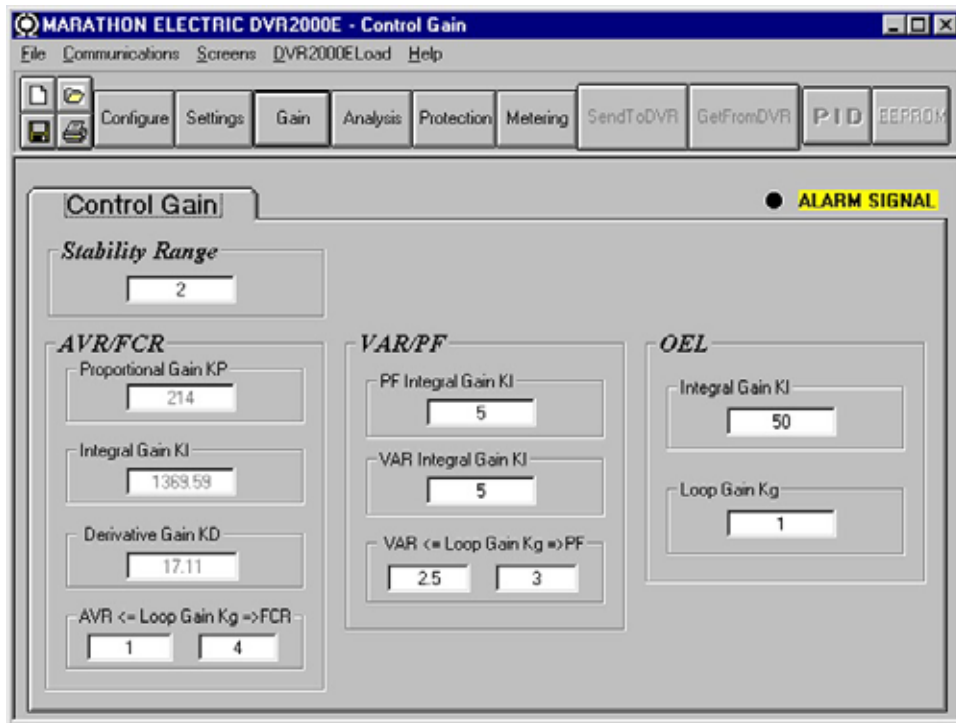 MARATHON ELECTRIC DVR2000E - Control Gain
File Communications Screens DVR2000ELoad Help
Configure Settings Gain Analysis Protection Metering SendToDVR GetFromDVR PID EEPROM
Control Gain
ALARM SIGNAL
Stability Range
2
AVR/FCR
Proportional Gain KP
214
Integral Gain KI
1369.59
Derivative Gain KD
17.11
AVR <= Loop Gain Kg =>FCR
1 4
VAR/PF
PF Integral Gain KI
5
VAR Integral Gain KI
5
VAR <= Loop Gain Kg =>PF
2.5 3
OEL
Integral Gain KI
50
Loop Gain Kg
1